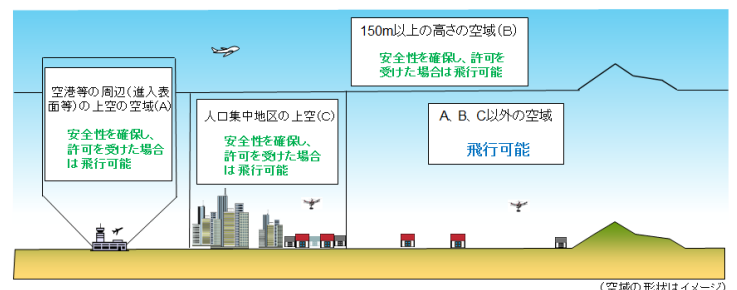 150m以上の高さの空域(B)
安全性を確保し、許可を
受けた場合は飛行可能
空港等の周辺(進入表
面等)の上空の空域(A)
安全性を確保し、
許可を受けた場合
は飛行可能
人口集中地区の上空(C)
安全性を確保し、
許可を受けた場合
は飛行可能
A、B、C以外の空域
飛行可能
(空域の形状はイメージ)